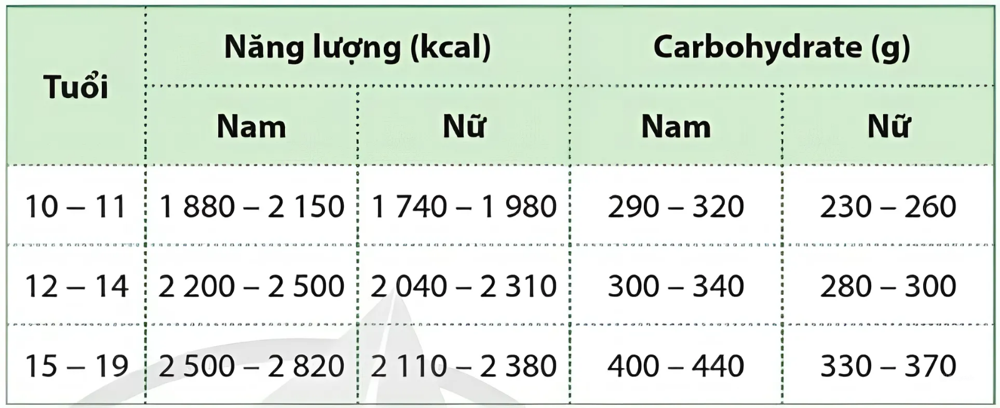 Tuổi Năng lượng (kcal) Carbohydrate (g)
Nam Nữ Nam Nữ
10 – 11 1 880 – 2 150 1 740 – 1 980 290 – 320 230 – 260
12 – 14 2 200 – 2 500 2 040 – 2 310 300 – 340 280 – 300
15 – 19 2 500 – 2 820 2 110 – 2 380 400 – 440 330 – 370